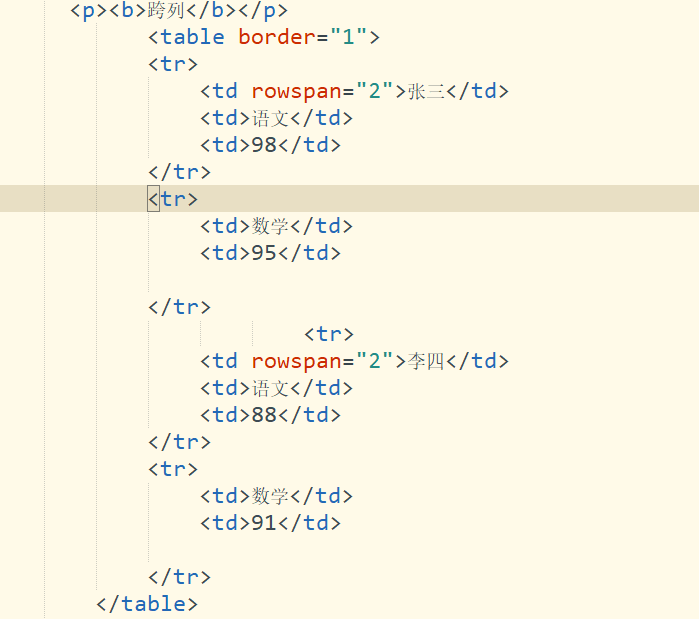 <p><b>跨列</b></p>
<table border="1">
<tr>
<td rowspan="2">张三</td>
<td>语文</td>
<td>98</td>
</tr>
<tr>
<td>数学</td>
<td>95</td>
</tr>
<tr>
<td rowspan="2">李四</td>
<td>语文</td>
<td>88</td>
</tr>
<tr>
<td>数学</td>
<td>91</td>
</tr>
</table>